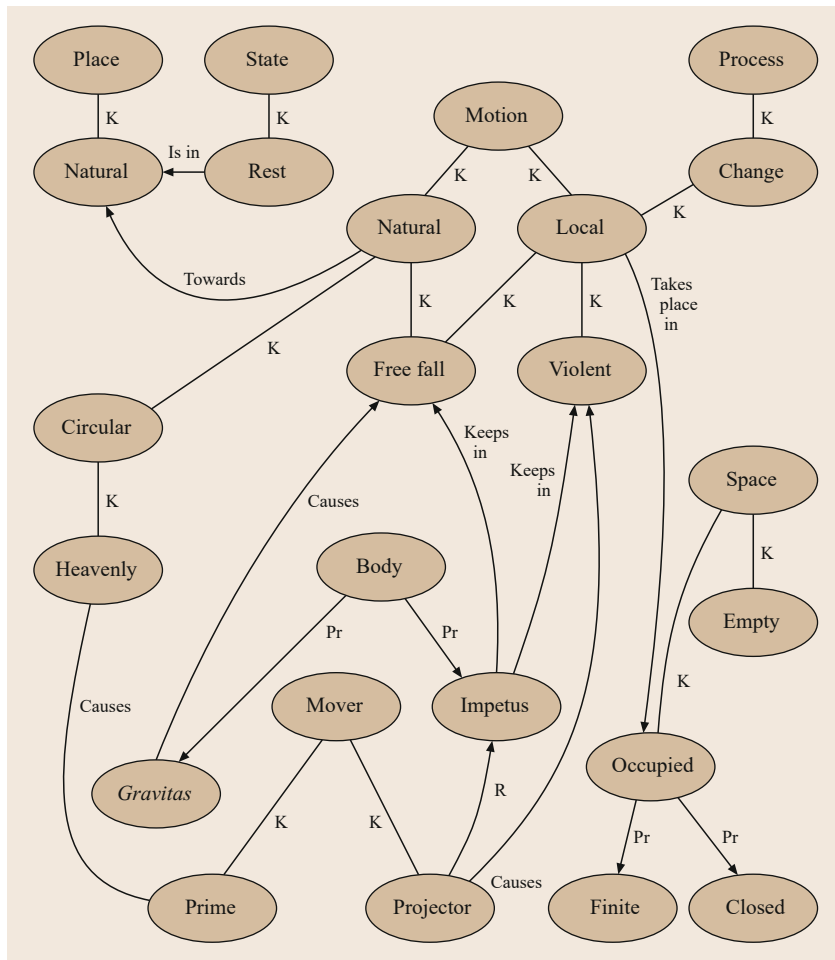 Place
State
Process
Motion
K
K
K
Is in
Natural
Rest
Change
K
K
K
Natural
Local
Towards
K
K
K
Takes
place
in
K
Free fall
Violent
Circular
Keeps
in
Keeps
in
Space
K
Causes
K
Heavenly
Body
Empty
Pr
Pr
K
Causes
Mover
Impetus
Occupied
Gravitas
R
K
K
Pr
Pr
Causes
Prime
Projector
Finite
Closed